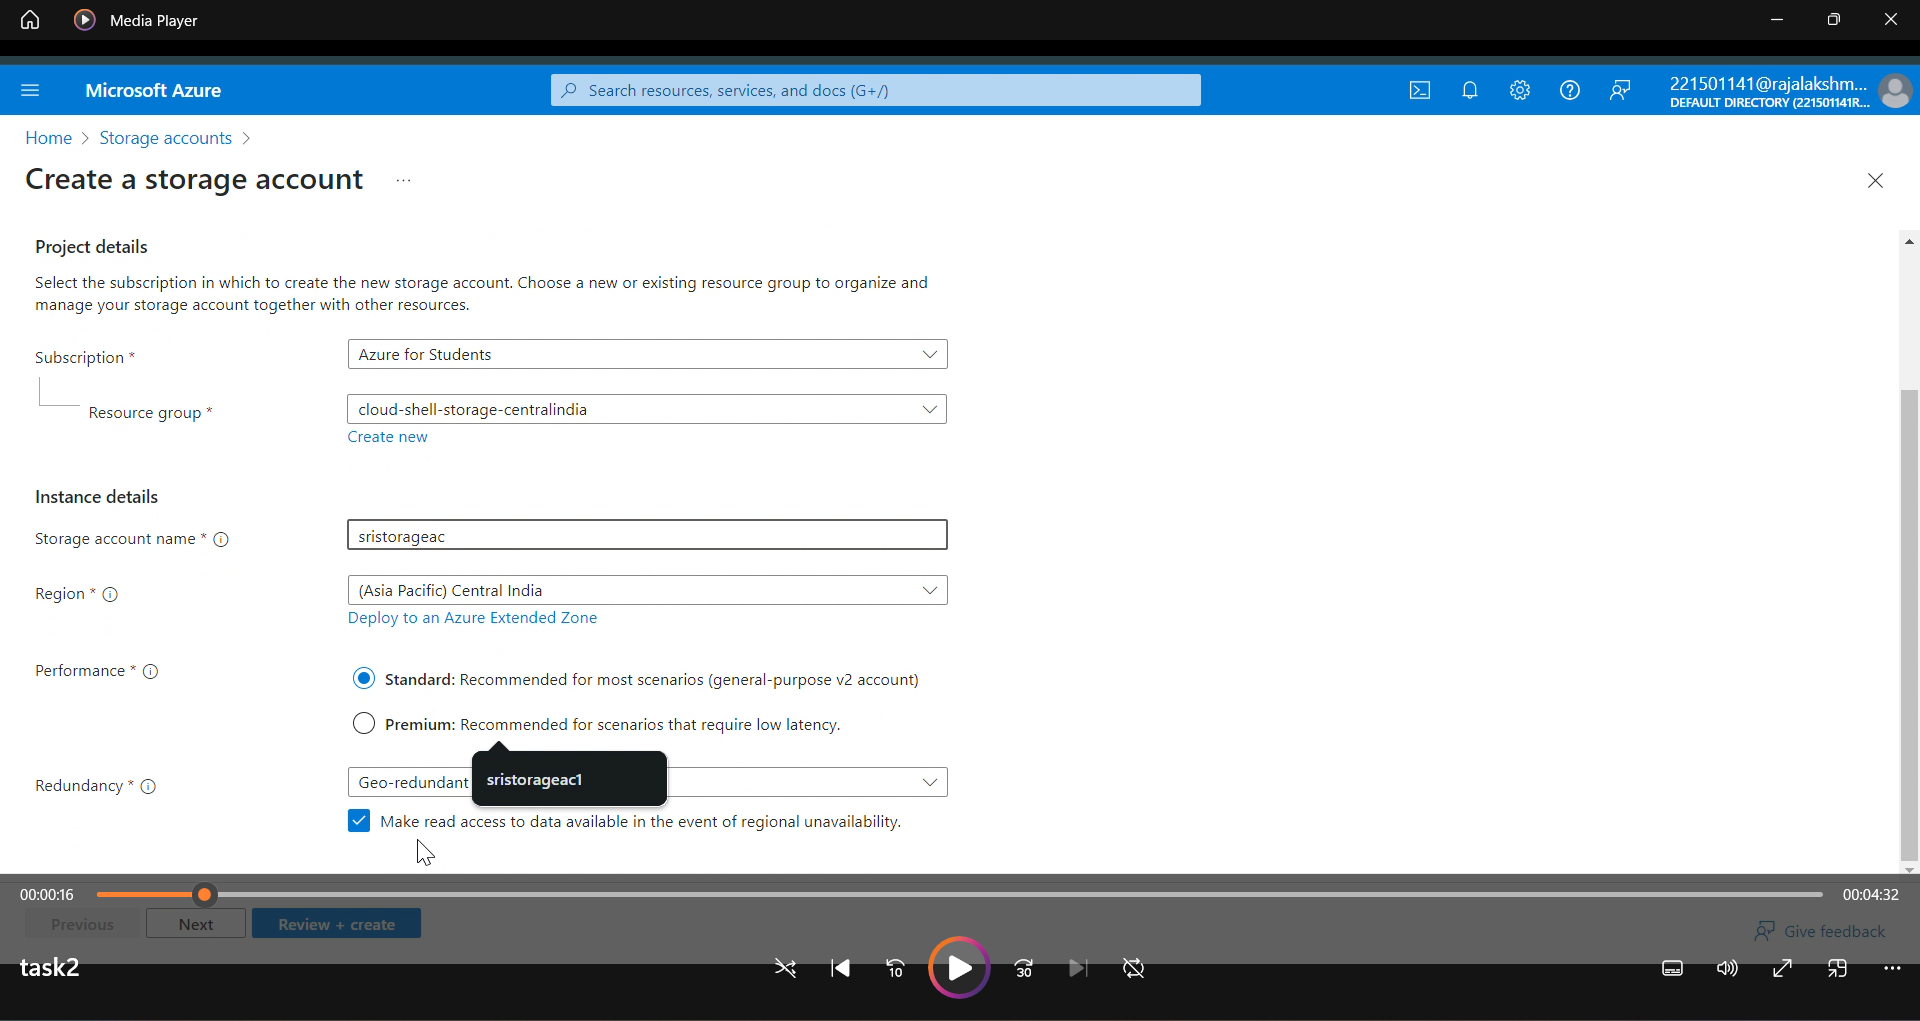 Media Player
Microsoft Azure
Search resources, services, and docs (G+/)
221501141@rajalakshm...
DEFAULT DIRECTORY (221501141R...
Home > Storage accounts >
Create a storage account ...
Project details
Select the subscription in which to create the new storage account. Choose a new or existing resource group to organize and
manage your storage account together with other resources.
Subscription *
Azure for Students
Resource group *
cloud-shell-storage-centralindia
Create new
Instance details
Storage account name *
sristorageac
Region *
(Asia Pacific) Central India
Deploy to an Azure Extended Zone
Performance *
Standard: Recommended for most scenarios (general-purpose v2 account)
Premium: Recommended for scenarios that require low latency.
sristorageac1
Redundancy *
Geo-redundant
Make read access to data available in the event of regional unavailability.
00:00:16
00:04:32
Previous
Next
Review + create
Give feedback
task2
10
30